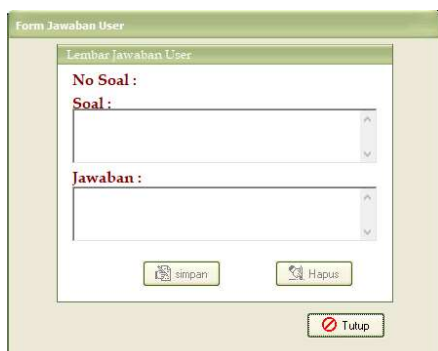 Form Jawaban User
Lembar Jawaban User
No Soal :
Soal :
Jawaban :
simpan
Hapus
Tutup